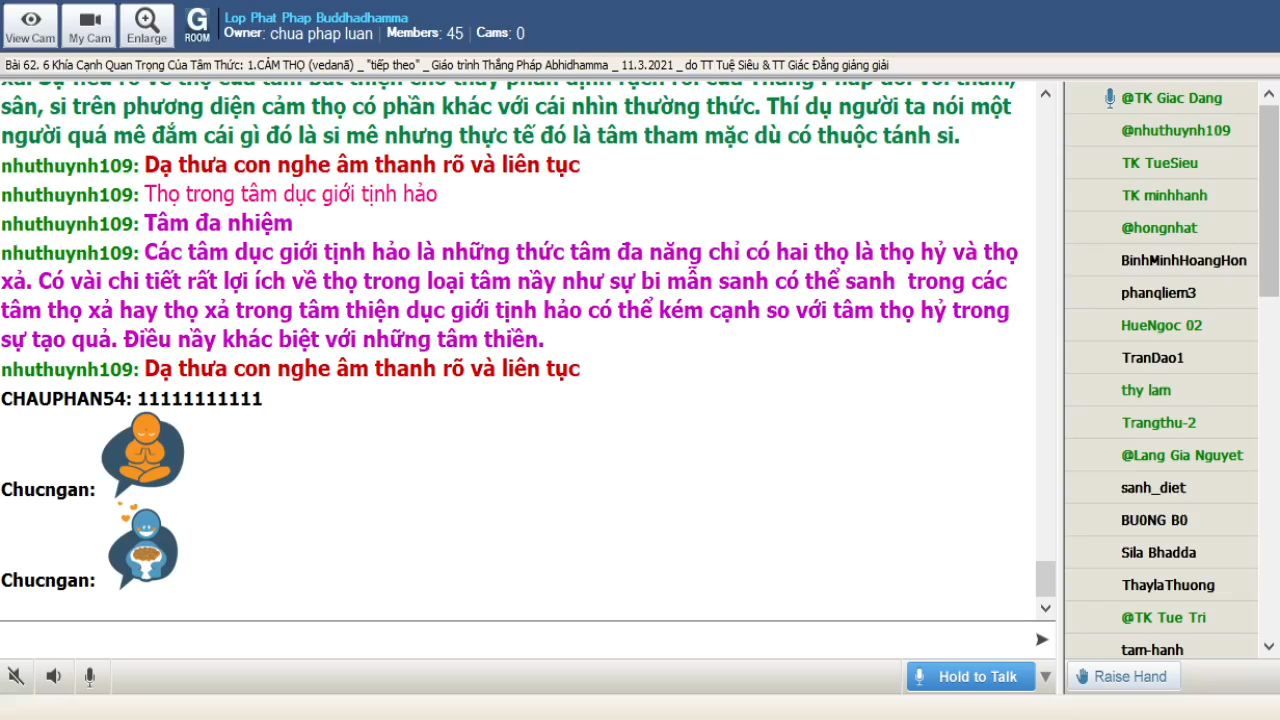 View Cam
My Cam
Enlarge
G
ROOM
Lop Phat Phap Buddhadhamma
Owner: chua phap luan | Members: 45 | Cams: 0
Bài 62. 6 Khía Cạnh Quan Trọng Của Tâm Thức: 1.CẢM THỌ (vedanā) _ "tiếp theo" _ Giáo trình Thắng Pháp Abhidhamma _ 11.3.2021 _ do TT Tuệ Siêu & TT Giác Đẳng giảng giải
sân, si trên phương diện cảm thọ có phần khác với cái nhìn thường thức. Thí dụ người ta nói một
người quá mê đắm cái gì đó là si mê nhưng thực tế đó là tâm tham mặc dù có thuộc tánh si.
nhuthuynh109: Dạ thưa con nghe âm thanh rõ và liên tục
nhuthuynh109: Thọ trong tâm dục giới tịnh hảo
nhuthuynh109: Tâm đa nhiệm
nhuthuynh109: Các tâm dục giới tịnh hảo là những thức tâm đa năng chỉ có hai thọ là thọ hỷ và thọ
xả. Có vài chi tiết rất lợi ích về thọ trong loại tâm nầy như sự bi mẫn sanh có thể sanh  trong các
tâm thọ xả hay thọ xả trong tâm thiện dục giới tịnh hảo có thể kém cạnh so với tâm thọ hỷ trong
sự tạo quả. Điều nầy khác biệt với những tâm thiền.
nhuthuynh109: Dạ thưa con nghe âm thanh rõ và liên tục
CHAUPHAN54: 11111111111
Chucngan:
Chucngan:
@TK Giac Dang
@nhuthuynh109
TK TueSieu
TK minhhanh
@hongnhat
BinhMinhHoangHon
phanqliem3
HueNgoc 02
TranDao1
thy lam
Trangthu-2
@Lang Gia Nguyet
sanh_diet
BU0NG B0
Sila Bhadda
ThaylaThuong
@TK Tue Tri
tam-hanh
Hold to Talk
Raise Hand